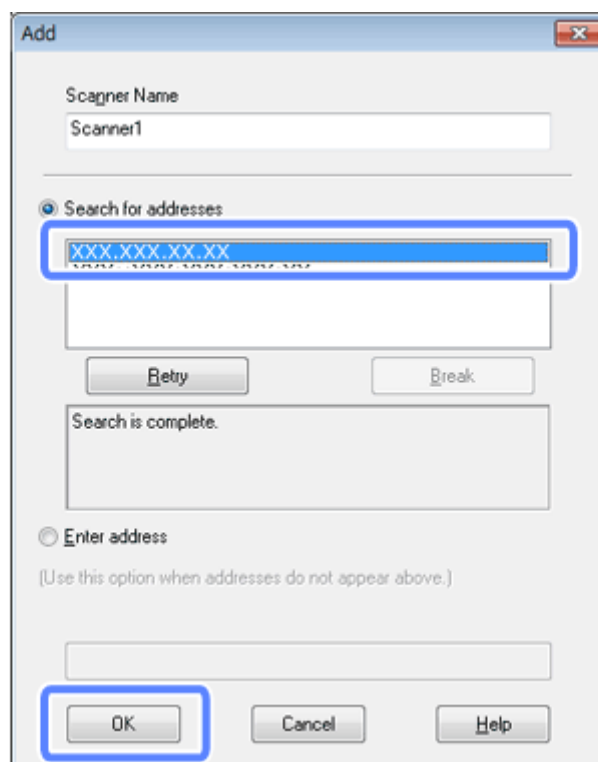 Add
Scanner Name
Scanner1
Search for addresses
XXX.XXX.XX.XX
Retry Break
Search is complete.
Enter address
(Use this option when addresses do not appear above.)
OK Cancel Help